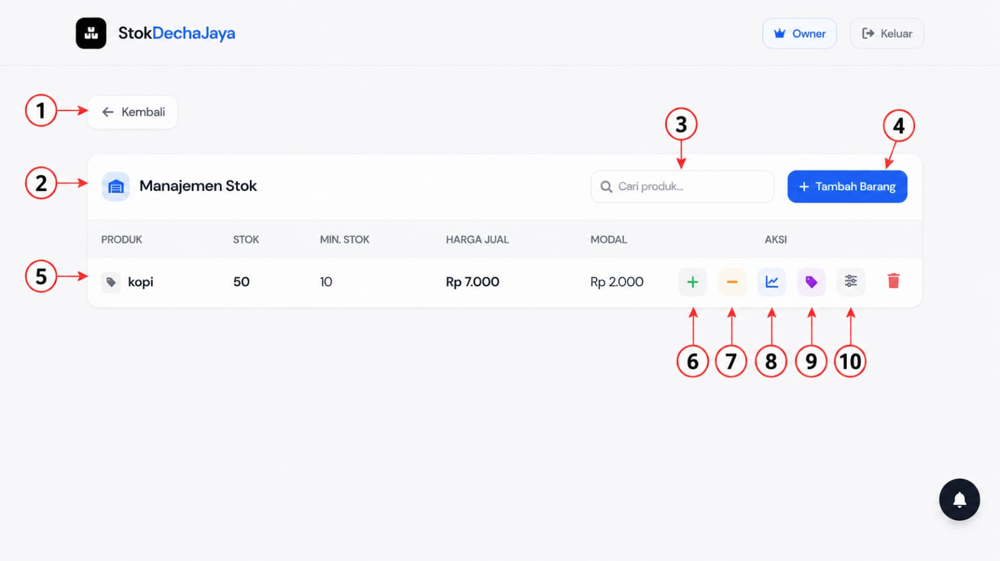 StokDechaJaya
Owner
Keluar
1
Kembali
3
4
2
Manajemen Stok
Cari produk...
+ Tambah Barang
PRODUK STOK MIN. STOK HARGA JUAL MODAL AKSI
5
kopi 50 10 Rp 7.000 Rp 2.000
6 7 8 9 10